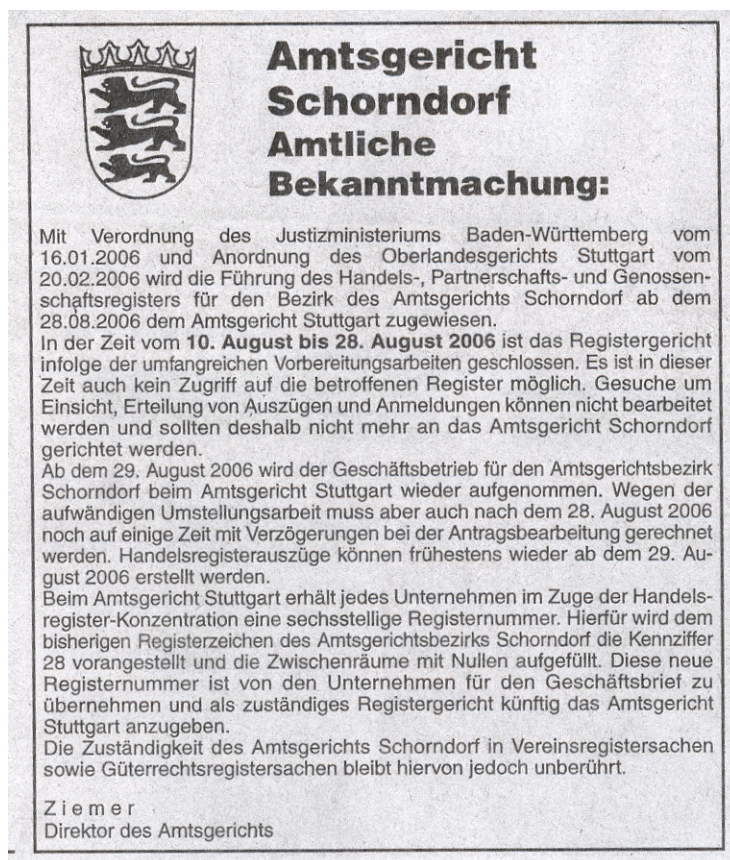 Amtsgericht
Schorndorf
Amtliche
Bekanntmachung:
Mit Verordnung des Justizministeriums Baden-Württemberg vom
16.01.2006 und Anordnung des Oberlandesgerichts Stuttgart vom
20.02.2006 wird die Führung des Handels-, Partnerschafts- und Genossen-
schaftsregisters für den Bezirk des Amtsgerichts Schorndorf ab dem
28.08.2006 dem Amtsgericht Stuttgart zugewiesen.
In der Zeit vom 10. August bis 28. August 2006 ist das Registergericht
infolge der umfangreichen Vorbereitungsarbeiten geschlossen. Es ist in dieser
Zeit auch kein Zugriff auf die betroffenen Register möglich. Gesuche um
Einsicht, Erteilung von Auszügen und Anmeldungen können nicht bearbeitet
werden und sollten deshalb nicht mehr an das Amtsgericht Schorndorf
gerichtet werden.
Ab dem 29. August 2006 wird der Geschäftsbetrieb für den Amtsgerichtsbezirk
Schorndorf beim Amtsgericht Stuttgart wieder aufgenommen. Wegen der
aufwändigen Umstellungsarbeit muss aber auch nach dem 28. August 2006
noch auf einige Zeit mit Verzögerungen bei der Antragsbearbeitung gerechnet
werden. Handelsregisterauszüge können frühestens wieder ab dem 29. Au-
gust 2006 erstellt werden.
Beim Amtsgericht Stuttgart erhält jedes Unternehmen im Zuge der Handels-
register-Konzentration eine sechsstellige Registernummer. Hierfür wird dem
bisherigen Registerzeichen des Amtsgerichtsbezirks Schorndorf die Kennziffer
28 vorangestellt und die Zwischenräume mit Nullen aufgefüllt. Diese neue
Registernummer ist von den Unternehmen für den Geschäftsbrief zu
übernehmen und als zuständiges Registergericht künftig das Amtsgericht
Stuttgart anzugeben.
Die Zuständigkeit des Amtsgerichts Schorndorf in Vereinsregistersachen
sowie Güterrechtsregistersachen bleibt hiervon jedoch unberührt.
Ziemer
Direktor des Amtsgerichts